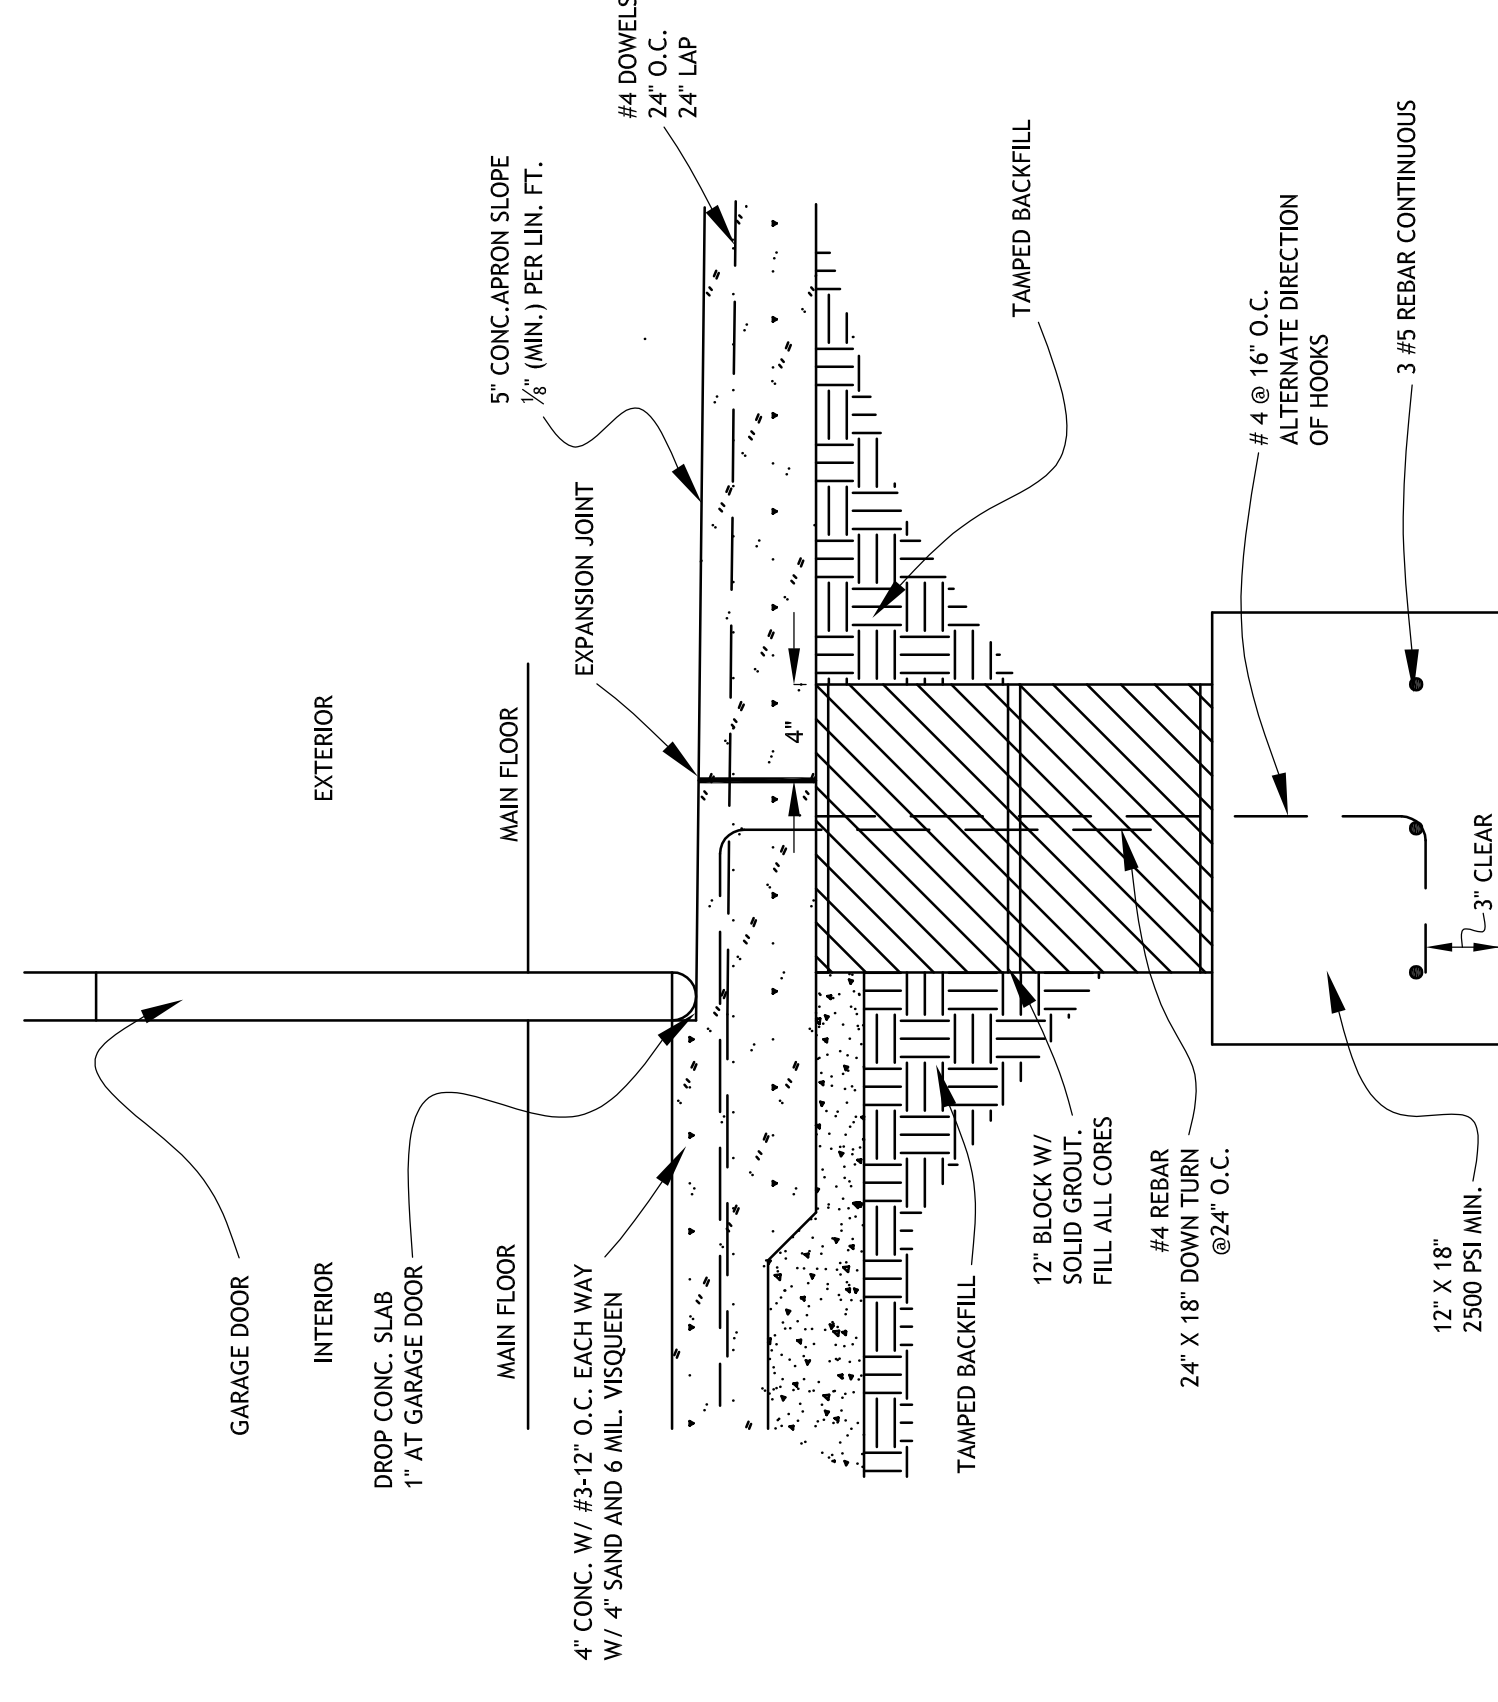 GARAGE DOOR
INTERIOR
EXTERIOR
DROP CONC. SLAB
1" AT GARAGE DOOR
MAIN FLOOR
MAIN FLOOR
4" CONC. W/ #3-12" O.C. EACH WAY
W/ 4" SAND AND 6 MIL. VISQUEEN
EXPANSION JOINT
5" CONC.APRON SLOPE
⅛" (MIN.) PER LIN. FT.
#4 DOWELS
24" O.C.
24" LAP
4"
TAMPED BACKFILL
TAMPED BACKFILL
12" BLOCK W/
SOLID GROUT.
FILL ALL CORES
#4 REBAR
24" X 18" DOWN TURN
@24" O.C.
# 4 @ 16" O.C.
ALTERNATE DIRECTION
OF HOOKS
3 #5 REBAR CONTINUOUS
12" X 18"
2500 PSI MIN.
3" CLEAR